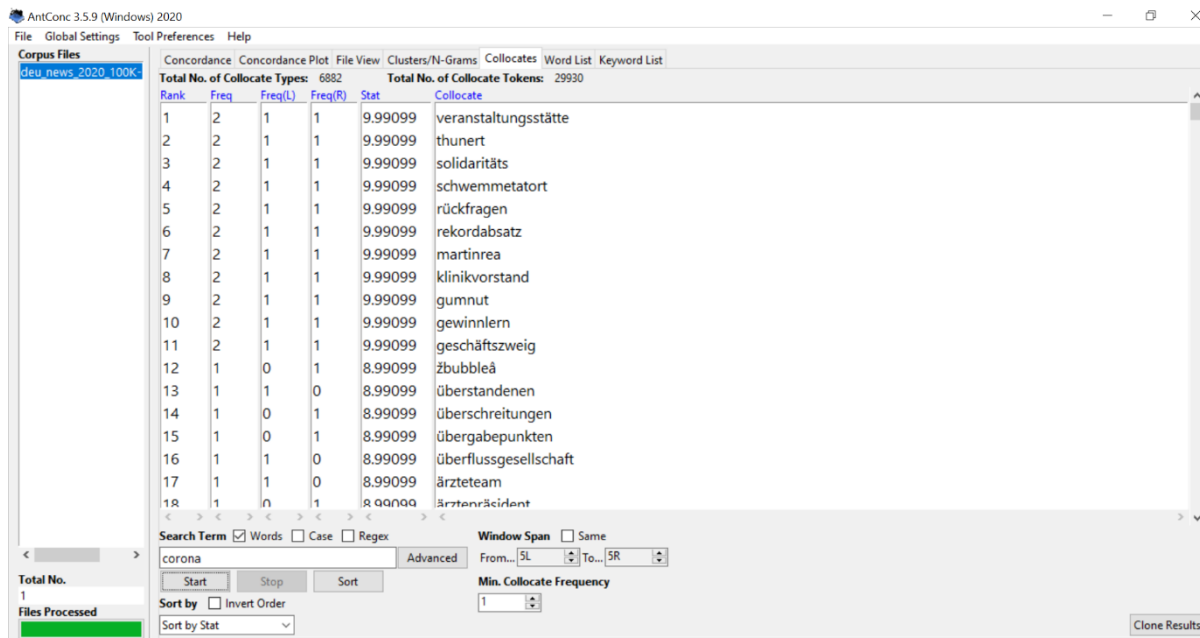 AntConc 3.5.9 (Windows) 2020
File Global Settings Tool Preferences Help
Corpus Files
deu_news_2020_100K-
Concordance Concordance Plot File View Clusters/N-Grams Collocates Word List Keyword List
Total No. of Collocate Types: 6882 Total No. of Collocate Tokens: 29930
Rank Freq Freq(L) Freq(R) Stat Collocate
1 2 1 1 9.99099 veranstaltungsstätte
2 2 1 1 9.99099 thunert
3 2 1 1 9.99099 solidaritäts
4 2 1 1 9.99099 schwemmetatort
5 2 1 1 9.99099 rückfragen
6 2 1 1 9.99099 rekordabsatz
7 2 1 1 9.99099 martinrea
8 2 1 1 9.99099 klinikvorstand
9 2 1 1 9.99099 gumnut
10 2 1 1 9.99099 gewinnlern
11 2 1 1 9.99099 geschäftszweig
12 1 0 1 8.99099 žbubbleâ
13 1 1 0 8.99099 überstandenen
14 1 0 1 8.99099 überschreitungen
15 1 0 1 8.99099 übergabepunkten
16 1 1 0 8.99099 überflussgesellschaft
17 1 1 0 8.99099 ärzteteam
18 1 0 1 8.99099 ärztepräsident
Search Term Words Case Regex Window Span Same
corona Advanced From... 5L To... 5R
Start Stop Sort Min. Collocate Frequency
Sort by Invert Order 1
Sort by Stat Clone Results
Total No.
1
Files Processed